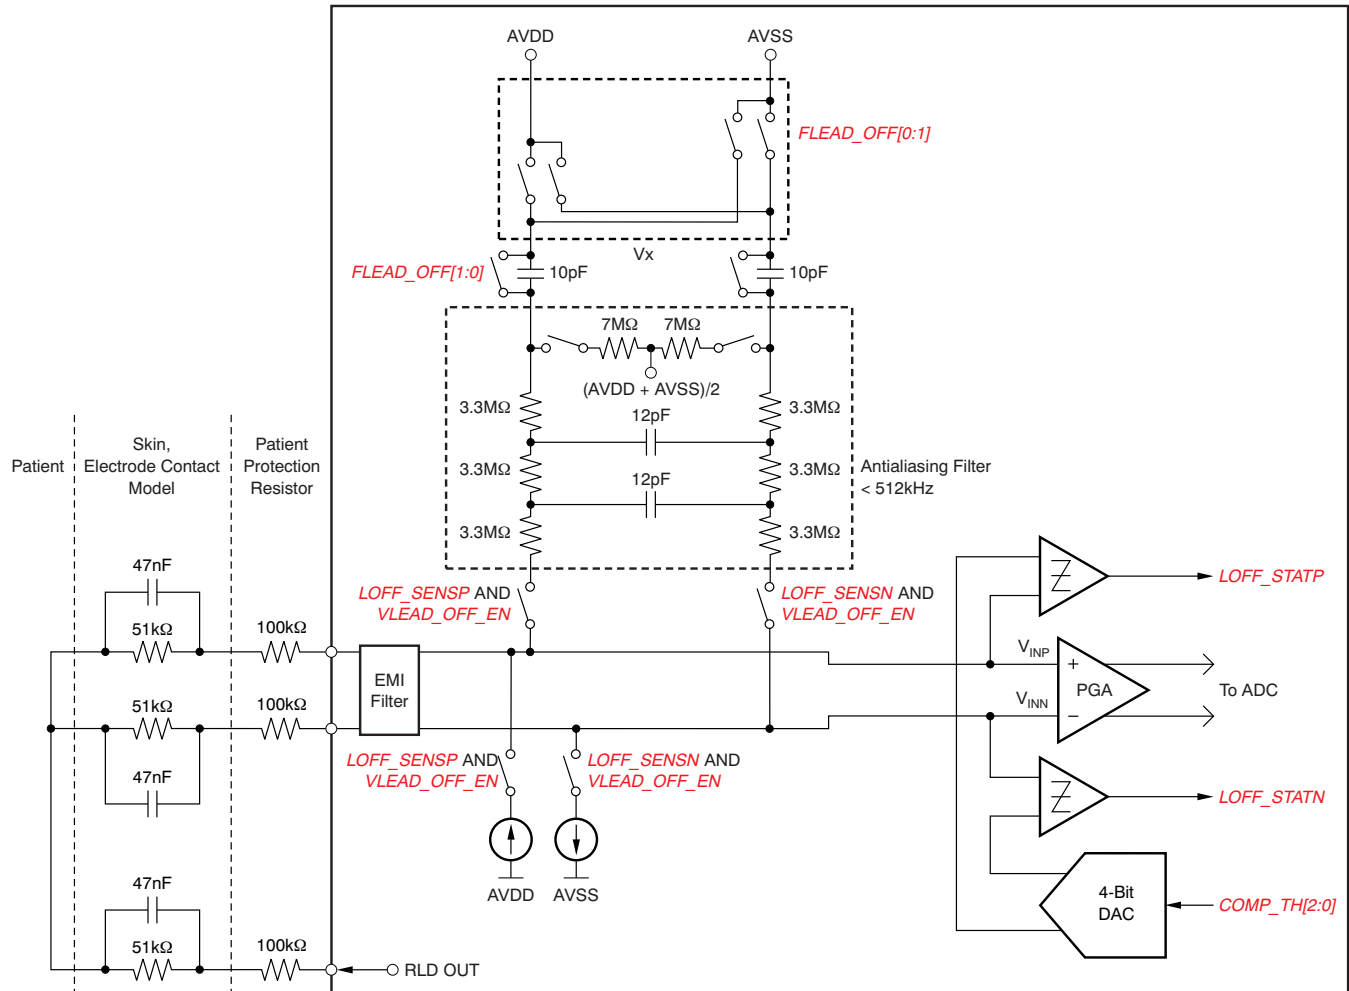 AVDD
AVSS
FLEAD_OFF[0:1]
Vx
FLEAD_OFF[1:0]
10pF
10pF
7MΩ
7MΩ
(AVDD + AVSS)/2
3.3MΩ
3.3MΩ
12pF
3.3MΩ
3.3MΩ
12pF
3.3MΩ
3.3MΩ
Antialiasing Filter
< 512kHz
Patient
Skin,
Electrode Contact
Model
Patient
Protection
Resistor
47nF
51kΩ
100kΩ
LOFF_SENSP AND
VLEAD_OFF_EN
LOFF_SENSN AND
VLEAD_OFF_EN
LOFF_STATP
EMI
Filter
VINP
+
PGA
VINN
−
To ADC
51kΩ
100kΩ
47nF
LOFF_SENSP AND
VLEAD_OFF_EN
LOFF_SENSN AND
VLEAD_OFF_EN
LOFF_STATN
AVDD
AVSS
4-Bit
DAC
COMP_TH[2:0]
47nF
51kΩ
100kΩ
RLD OUT